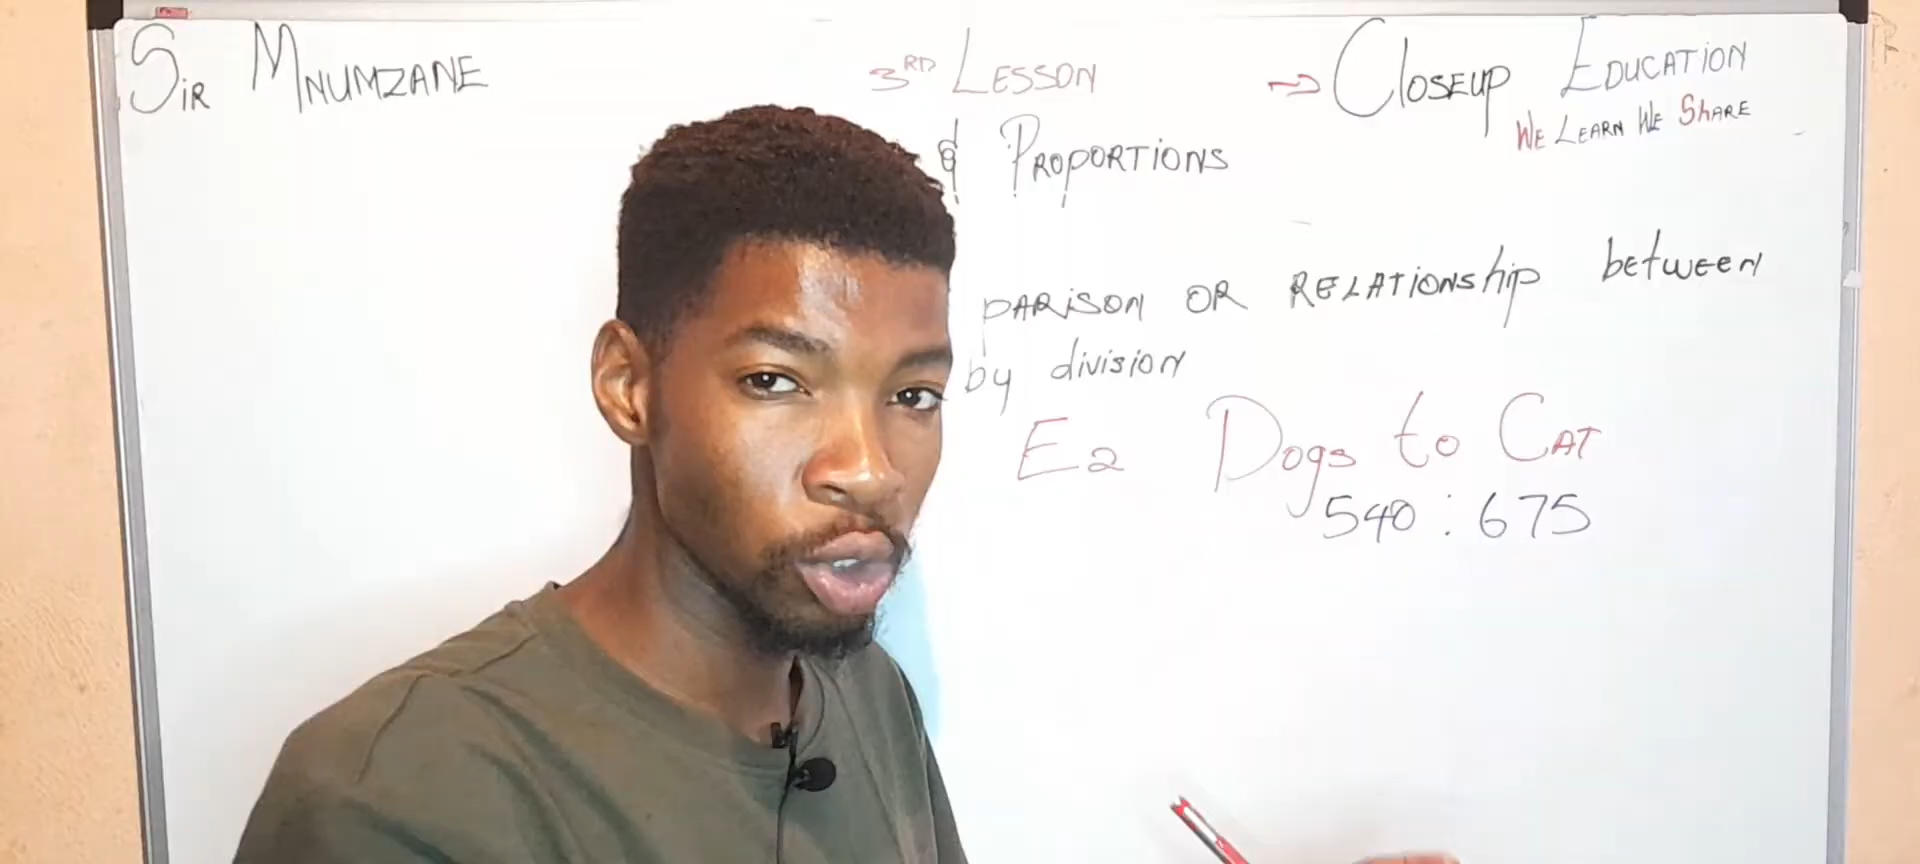 Sir Mnumzane
3RD Lesson
→ Closeup Education
We Learn We Share
& Proportions
parison or relationship between
by division
E2 Dogs to Cat
540 : 675